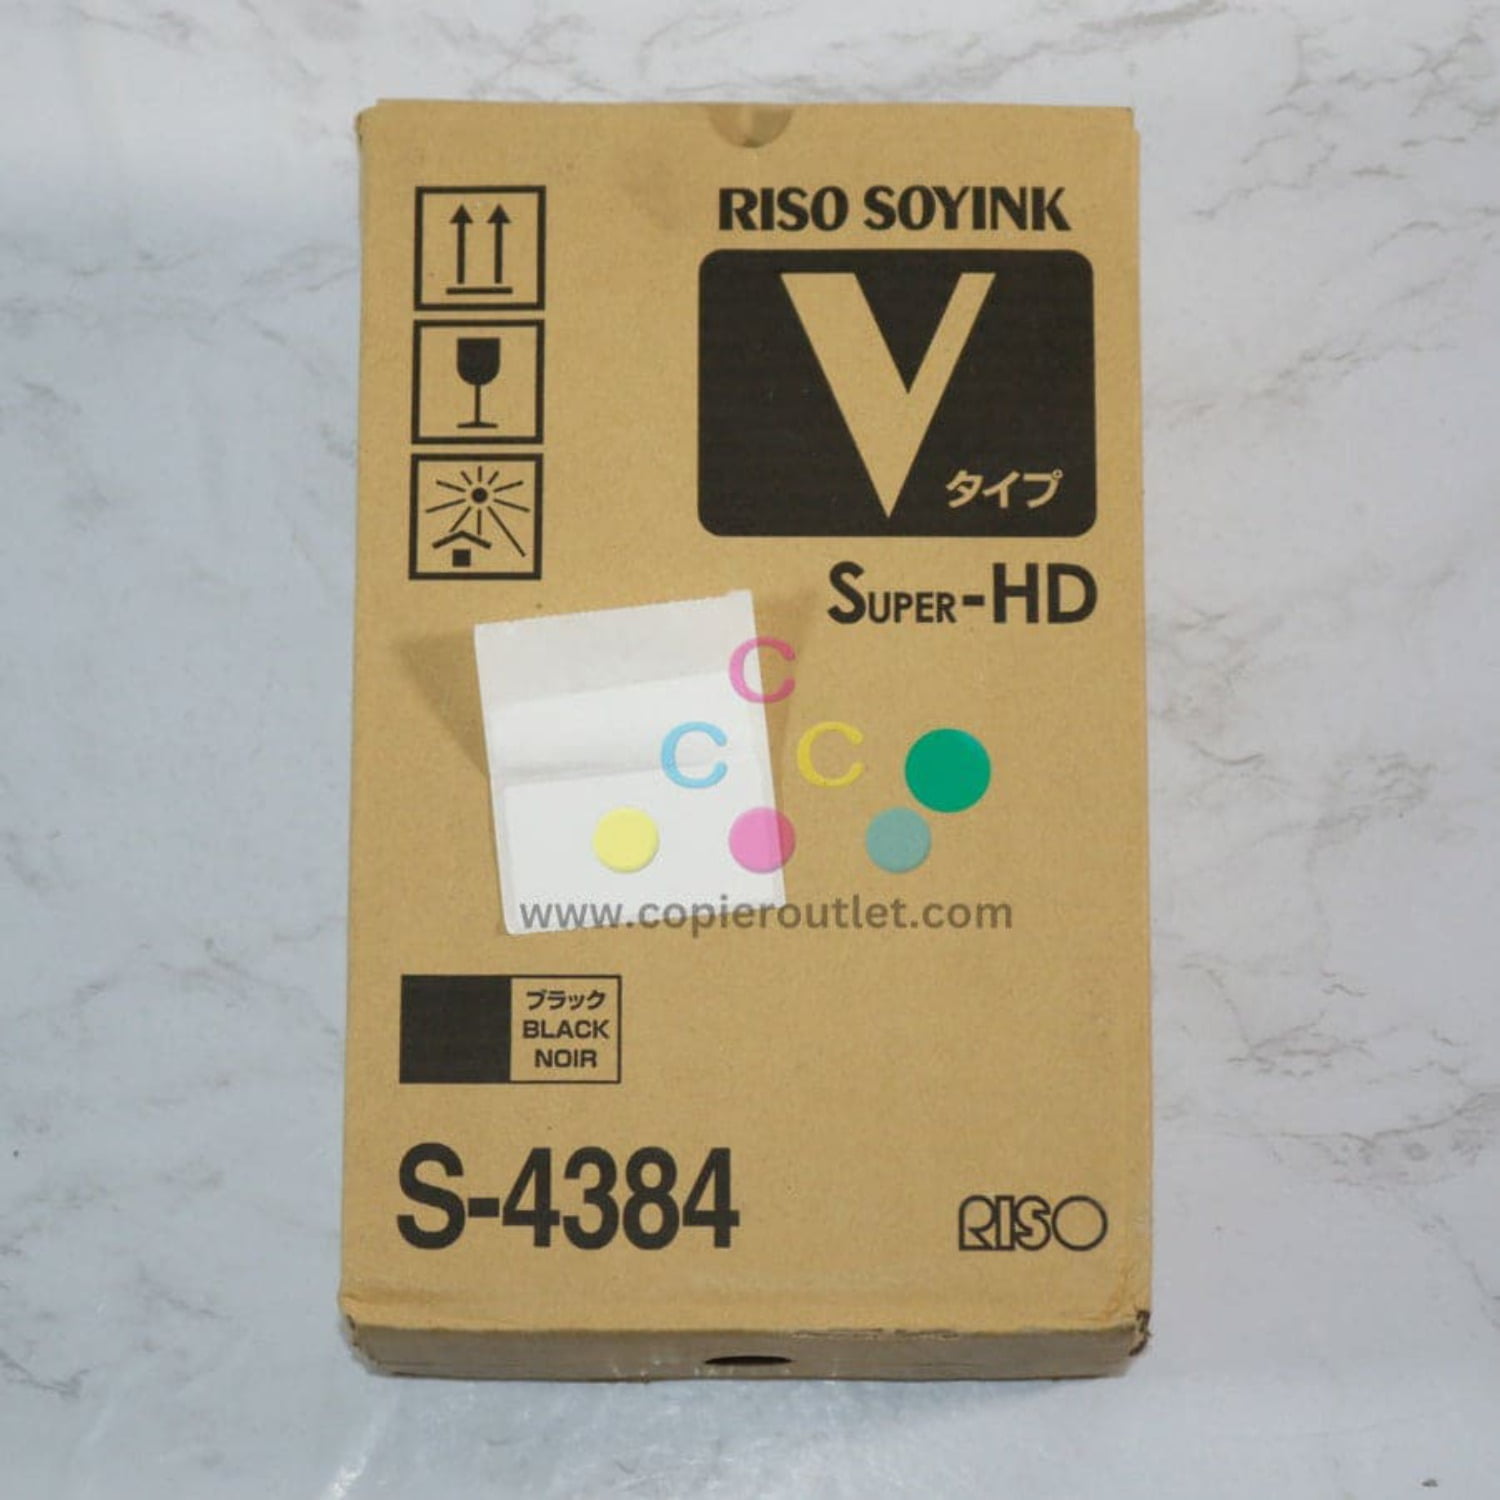 RISO SOYINK
V
タイプ
SUPER-HD
C
C C
www.copieroutlet.com
ブラック
BLACK
NOIR
S-4384
RISO